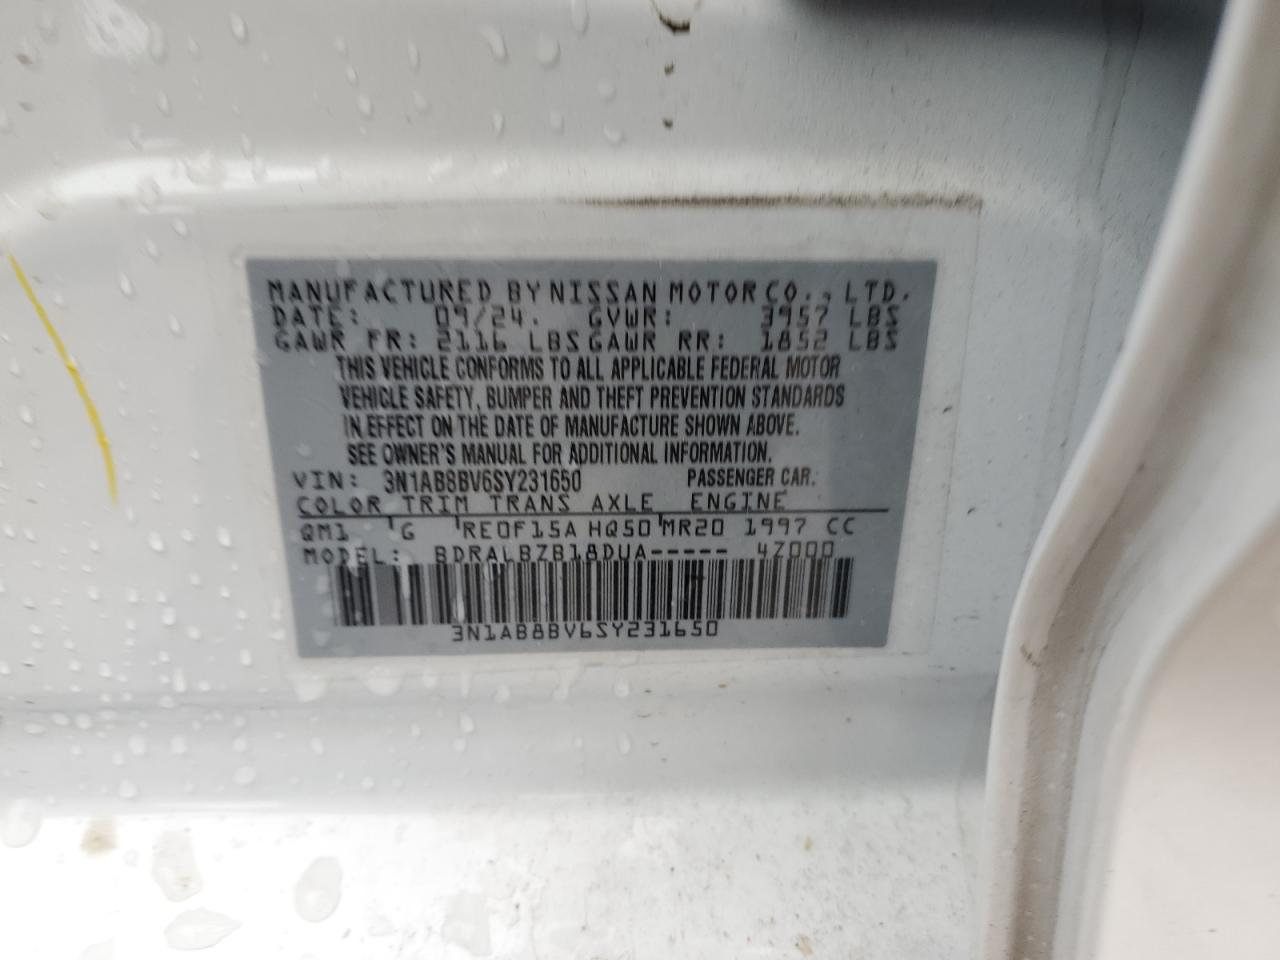 MANUFACTURED BY NISSAN MOTOR CO., LTD.
DATE: 09/24. GVWR: 3957 LBS
GAWR FR: 2116 LBS GAWR RR: 1852 LBS
THIS VEHICLE CONFORMS TO ALL APPLICABLE FEDERAL MOTOR
VEHICLE SAFETY, BUMPER AND THEFT PREVENTION STANDARDS
IN EFFECT ON THE DATE OF MANUFACTURE SHOWN ABOVE.
SEE OWNER'S MANUAL FOR ADDITIONAL INFORMATION.
VIN: 3N1AB8BV6SY231650 PASSENGER CAR.
COLOR TRIM TRANS AXLE ENGINE
QM1 G RE0F15A HQ50 MR20 1997 CC
MODEL: BDRALBZB18DUA----- 4Z000
3N1AB8BV6SY231650